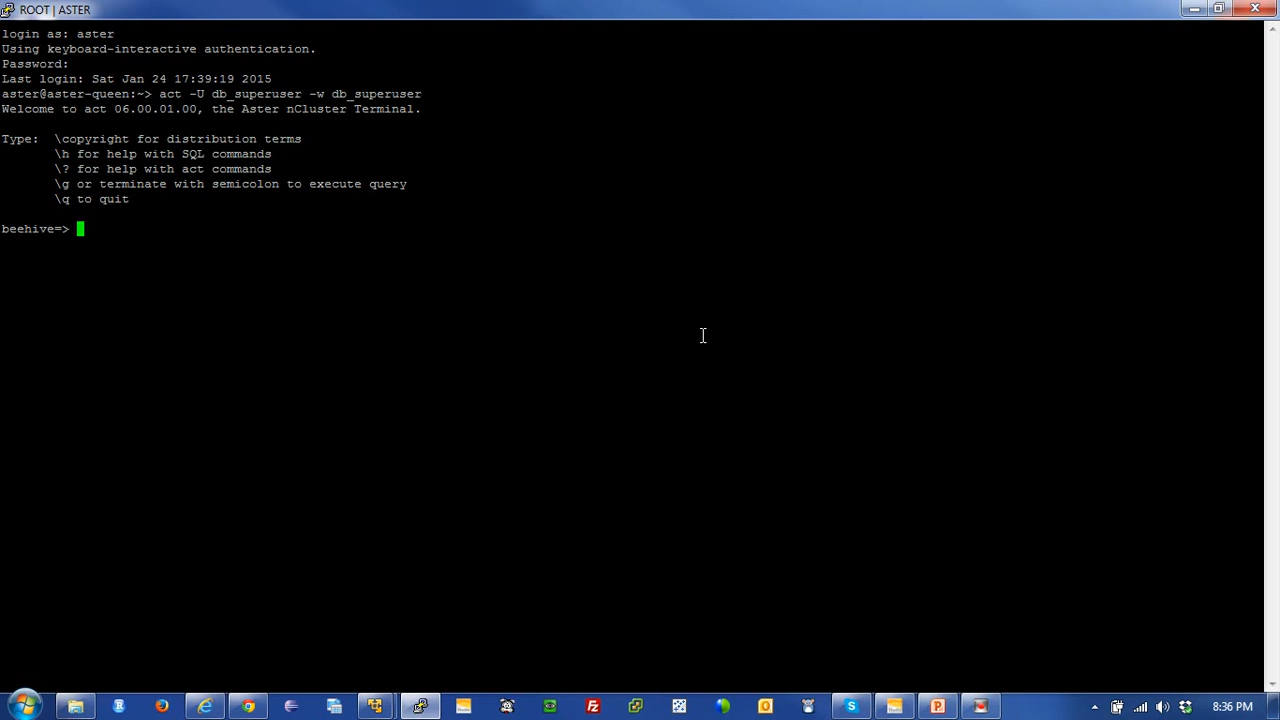 ROOT | ASTER
login as: aster
Using keyboard-interactive authentication.
Password:
Last login: Sat Jan 24 17:39:19 2015
aster@aster-queen:~> act -U db_superuser -w db_superuser
Welcome to act 06.00.01.00, the Aster nCluster Terminal.
Type:  \copyright for distribution terms
\h for help with SQL commands
\? for help with act commands
\g or terminate with semicolon to execute query
\q to quit
beehive=>
8:36 PM